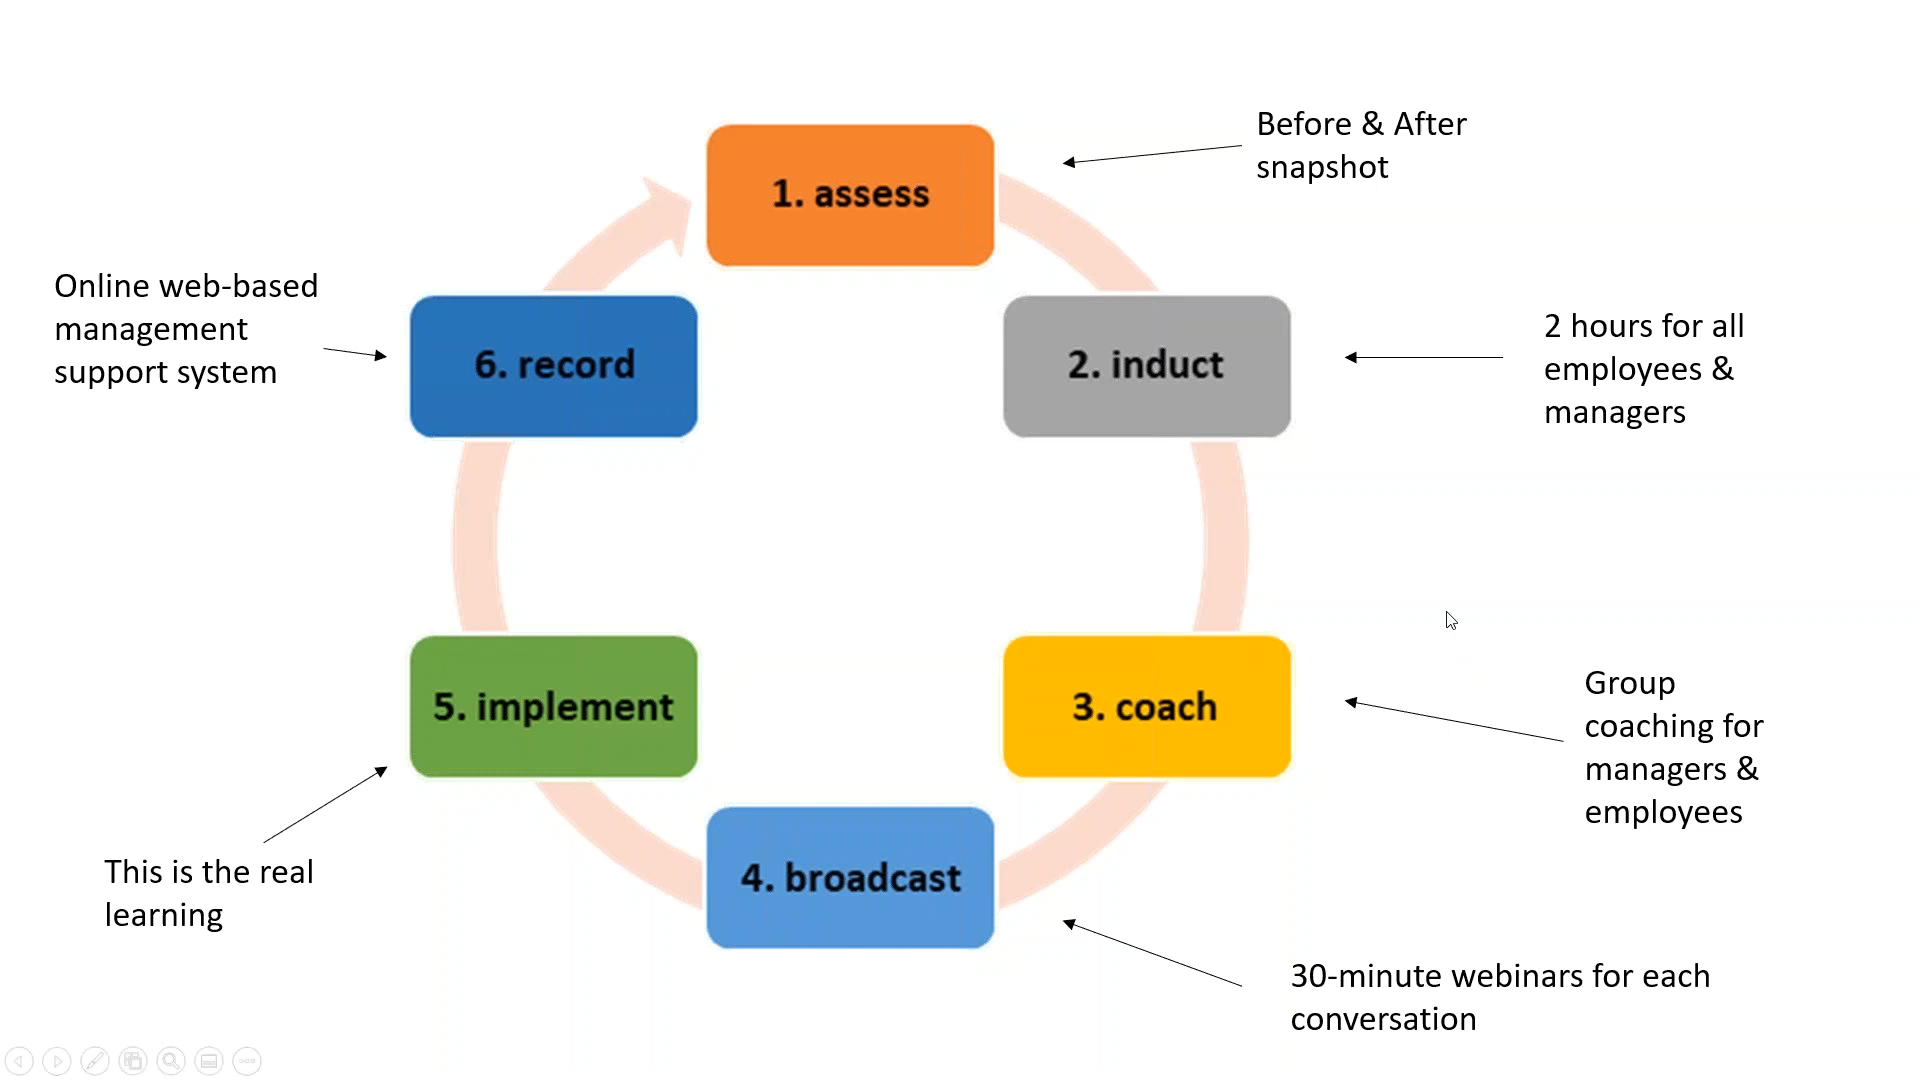 Before & After
snapshot
1. assess
Online web-based
management
support system
6. record
2. induct
2 hours for all
employees &
managers
5. implement
3. coach
Group
coaching for
managers &
employees
This is the real
learning
4. broadcast
30-minute webinars for each
conversation